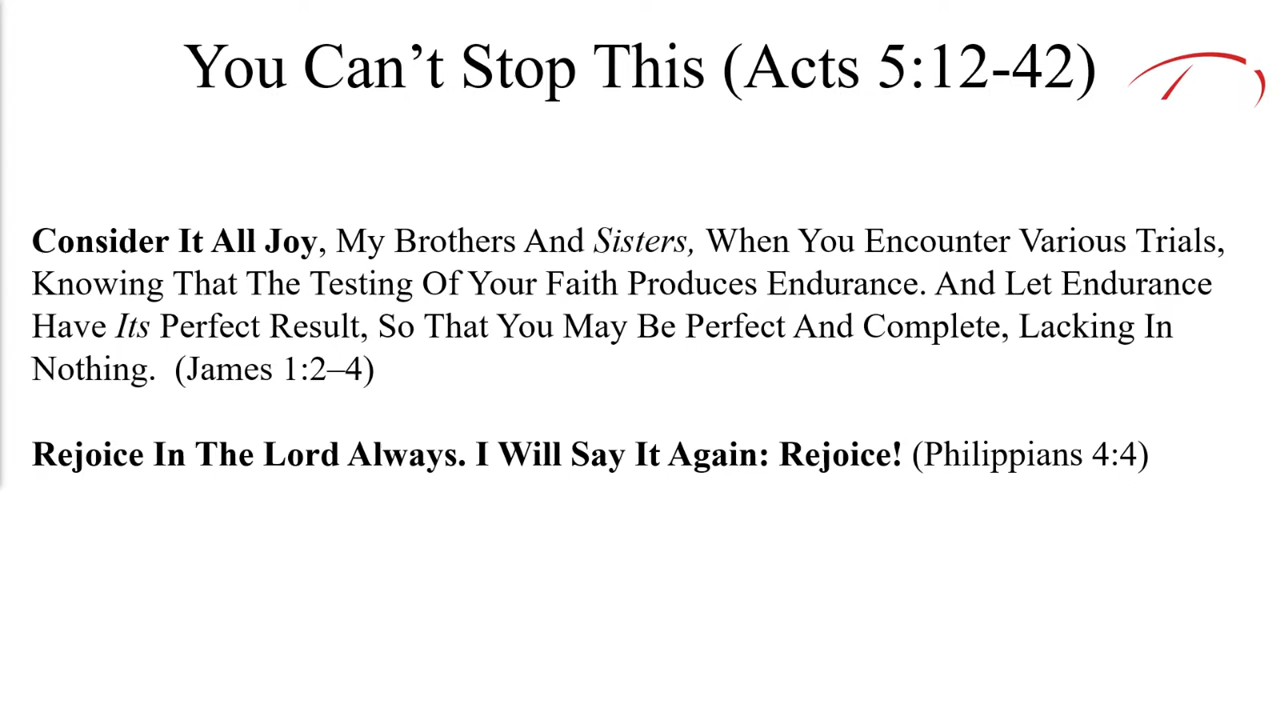 You Can’t Stop This (Acts 5:12-42)
Consider It All Joy, My Brothers And Sisters, When You Encounter Various Trials,
Knowing That The Testing Of Your Faith Produces Endurance. And Let Endurance
Have Its Perfect Result, So That You May Be Perfect And Complete, Lacking In
Nothing.  (James 1:2–4)
Rejoice In The Lord Always. I Will Say It Again: Rejoice! (Philippians 4:4)